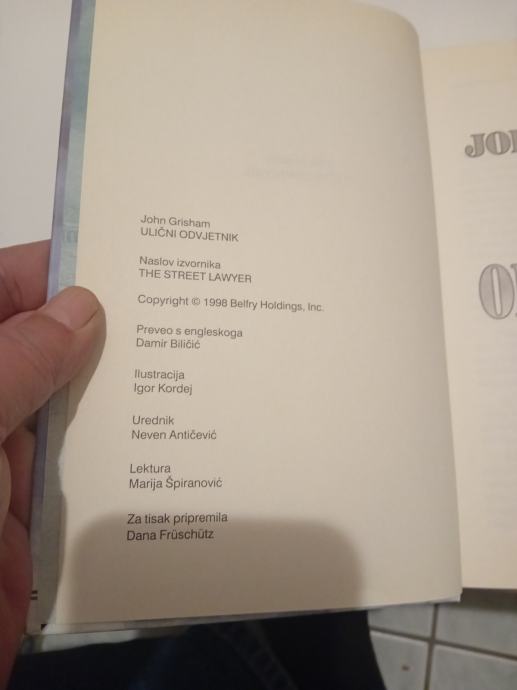 John Grisham
ULIČNI ODVJETNIK
Naslov izvornika
THE STREET LAWYER
Copyright © 1998 Belfry Holdings, Inc.
Preveo s engleskoga
Damir Biličić
Ilustracija
Igor Kordej
Urednik
Neven Antičević
Lektura
Marija Špiranović
Za tisak pripremila
Dana Früschütz